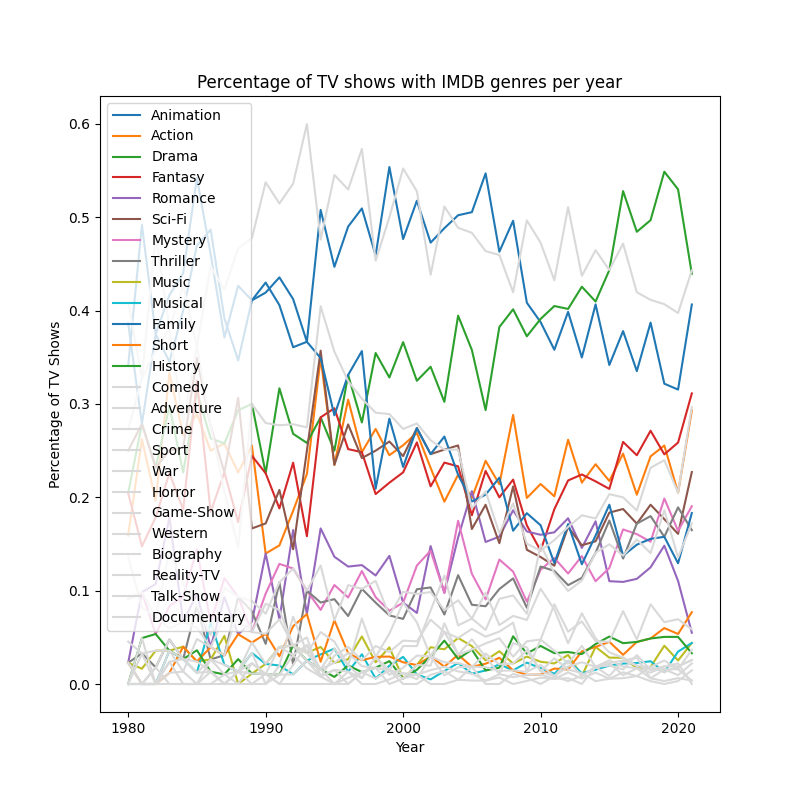 Percentage of TV shows with IMDB genres per year
Percentage of TV Shows
0.6
0.5
0.4
0.3
0.2
0.1
0.0
Animation
Action
Drama
Fantasy
Romance
Sci-Fi
Mystery
Thriller
Music
Musical
Family
Short
History
Comedy
Adventure
Crime
Sport
War
Horror
Game-Show
Western
Biography
Reality-TV
Talk-Show
Documentary
1980
1990
2000
2010
2020
Year